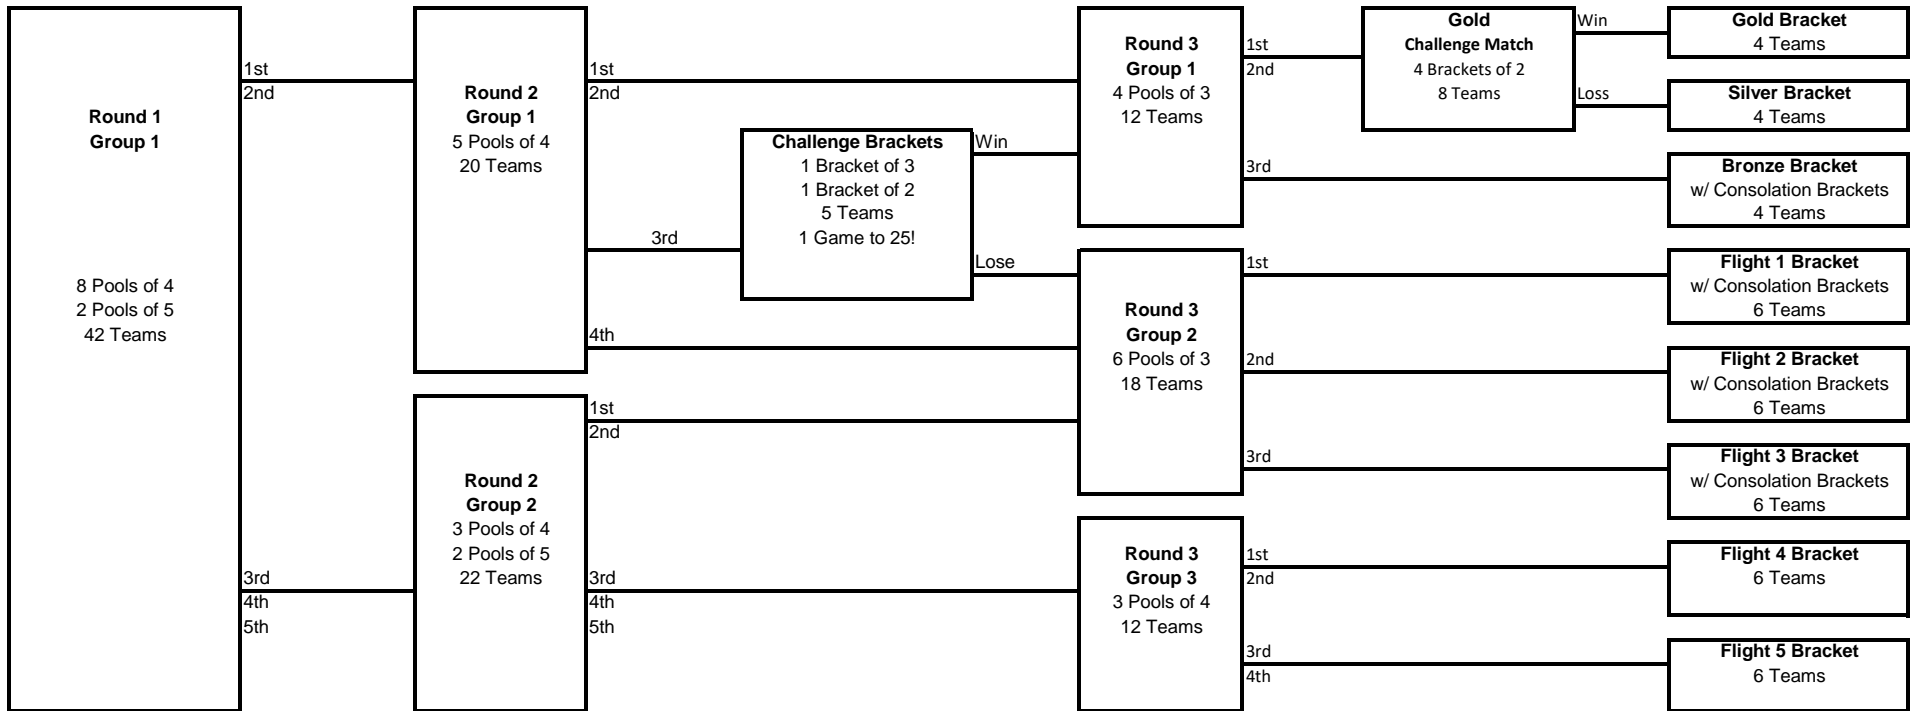 Round 1
Group 1
8 Pools of 4
2 Pools of 5
42 Teams
1st
2nd
3rd
4th
5th
Round 2
Group 1
5 Pools of 4
20 Teams
1st
2nd
3rd
4th
Round 2
Group 2
3 Pools of 4
2 Pools of 5
22 Teams
1st
2nd
3rd
4th
5th
Challenge Brackets
1 Bracket of 3
1 Bracket of 2
5 Teams
1 Game to 25!
Win
Lose
Round 3
Group 1
4 Pools of 3
12 Teams
1st
2nd
3rd
Round 3
Group 2
6 Pools of 3
18 Teams
1st
2nd
3rd
Round 3
Group 3
3 Pools of 4
12 Teams
1st
2nd
3rd
4th
Gold
Challenge Match
4 Brackets of 2
8 Teams
Win
Loss
Gold Bracket
4 Teams
Silver Bracket
4 Teams
Bronze Bracket
w/ Consolation Brackets
4 Teams
Flight 1 Bracket
w/ Consolation Brackets
6 Teams
Flight 2 Bracket
w/ Consolation Brackets
6 Teams
Flight 3 Bracket
w/ Consolation Brackets
6 Teams
Flight 4 Bracket
6 Teams
Flight 5 Bracket
6 Teams